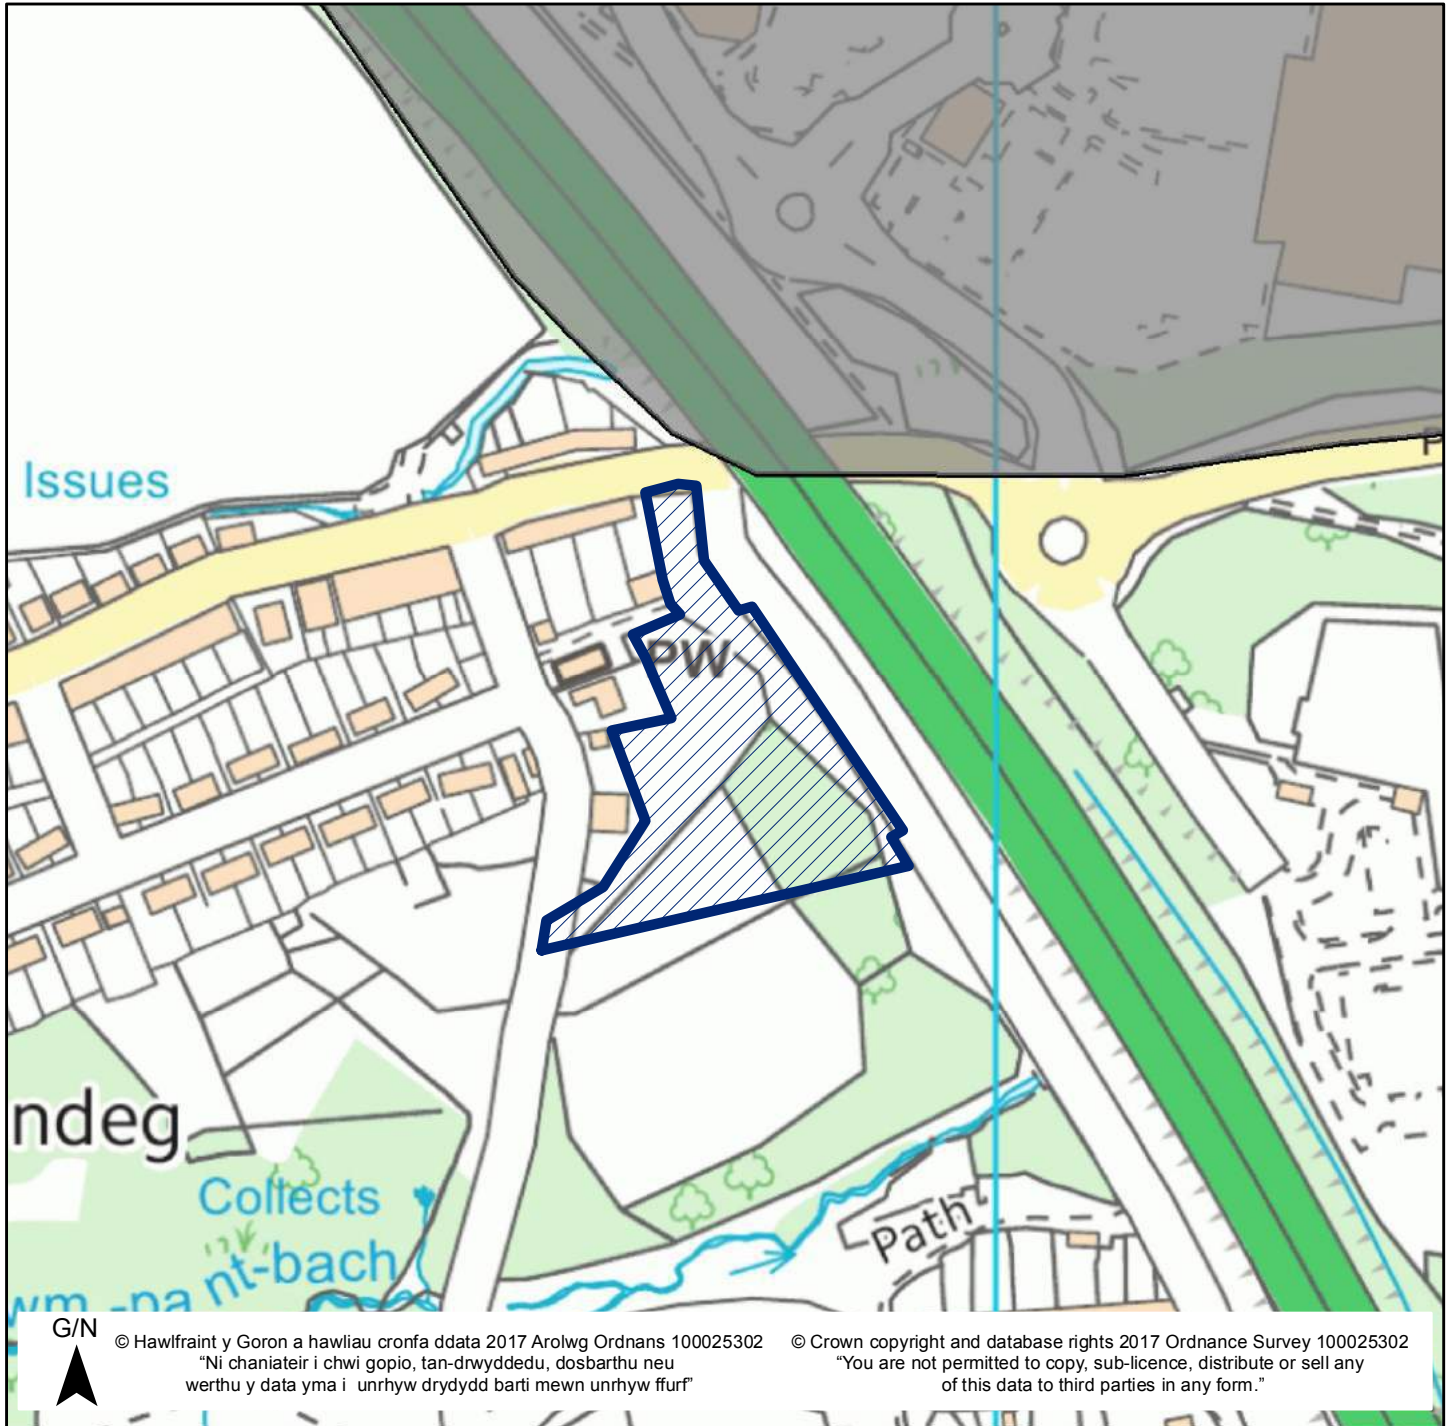 Issues
PW
ndeg
Collects
nt-bach
wm -pa
Path
G/N
© Hawlfraint y Goron a hawliau cronfa ddata 2017 Arolwg Ordnans 100025302
“Ni chaniateir i chwi gopio, tan-drwyddedu, dosbarthu neu
werthu y data yma i unrhyw drydydd barti mewn unrhyw ffurf”
© Crown copyright and database rights 2017 Ordnance Survey 100025302
“You are not permitted to copy, sub-licence, distribute or sell any
of this data to third parties in any form.”